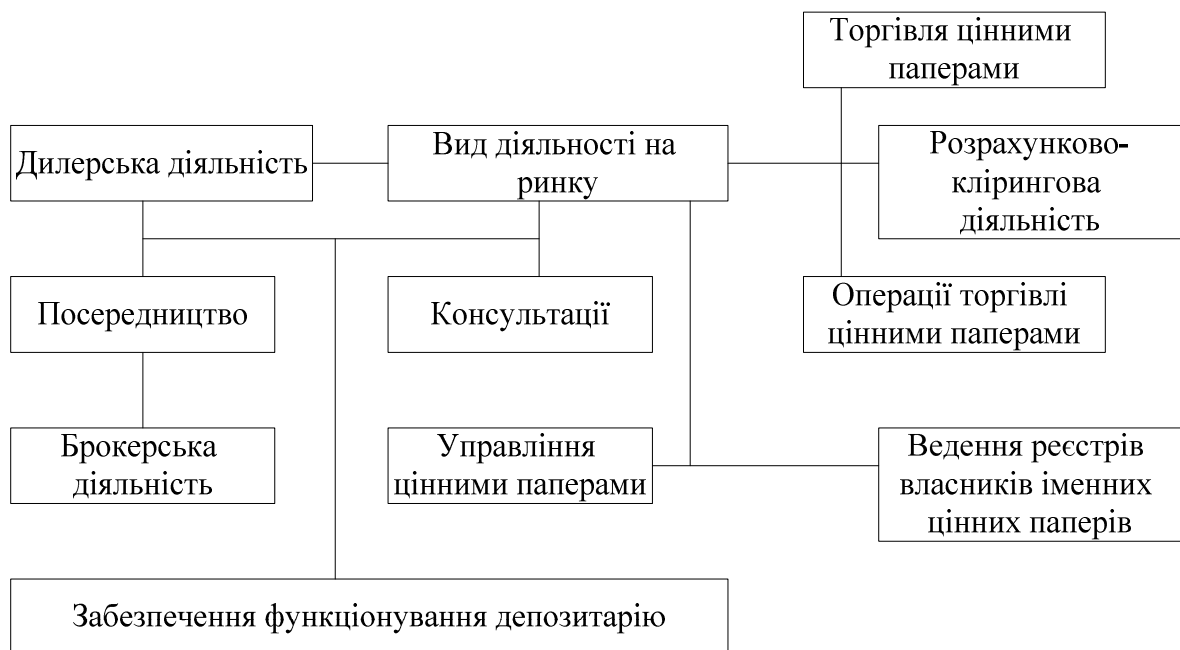 Торгівля цінними
паперами
Дилерська діяльність
Вид діяльності на
ринку
Розрахунково-
клірингова
діяльність
Посередництво
Консультації
Операції торгівлі
цінними паперами
Брокерська
діяльність
Управління
цінними паперами
Ведення реєстрів
власників іменних
цінних паперів
Забезпечення функціонування депозитарію